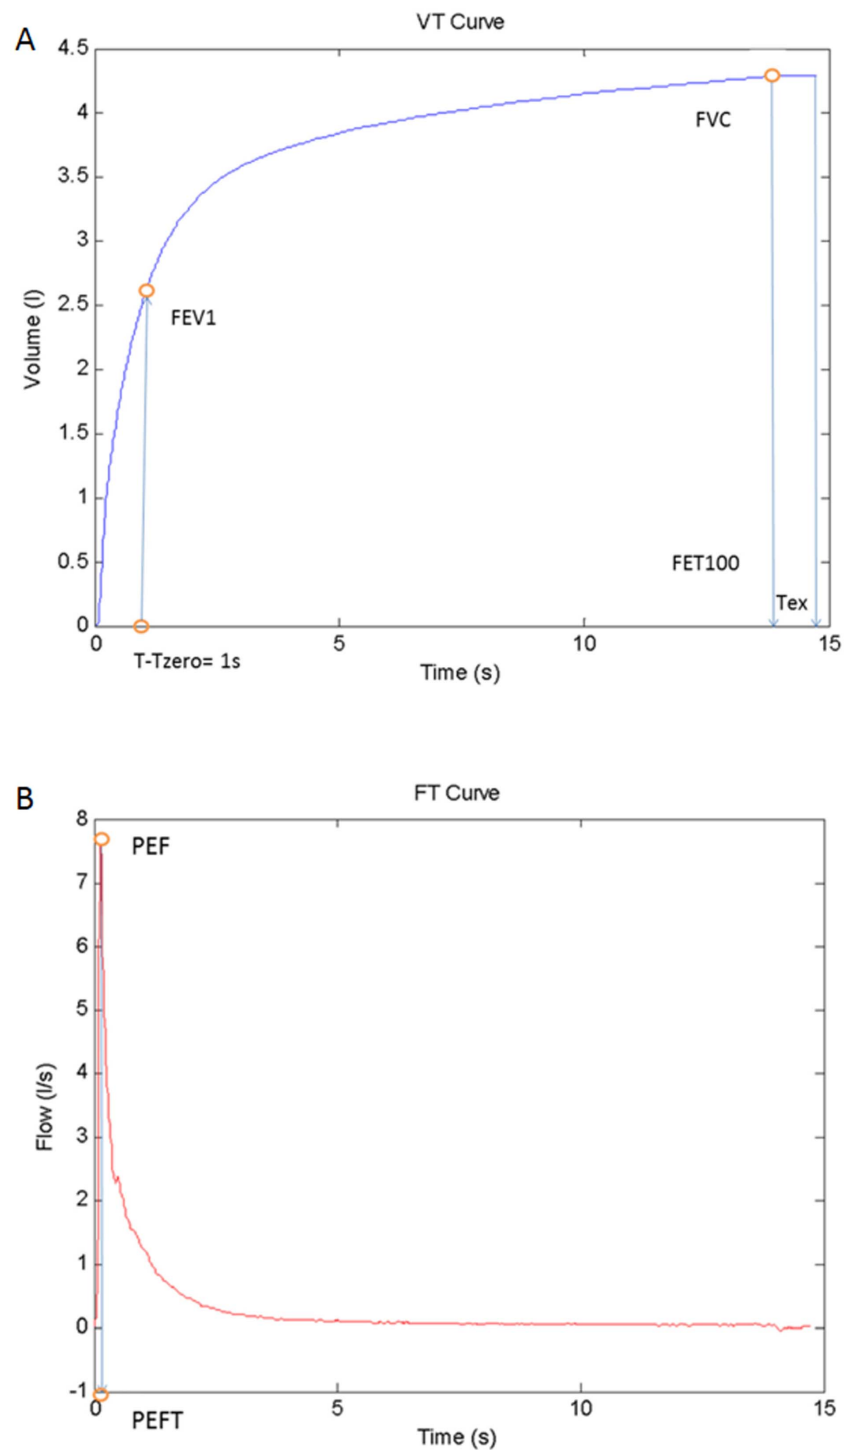 A
VT Curve
4.5
4
3.5
3
2.5
2
1.5
1
0.5
0
Volume (l)
FVC
FEV1
FET100
Tex
0
5
10
15
T-Tzero= 1s
Time (s)
B
FT Curve
8
7
6
5
4
3
2
1
0
-1
Flow (l/s)
PEF
0
5
10
15
PEFT
Time (s)